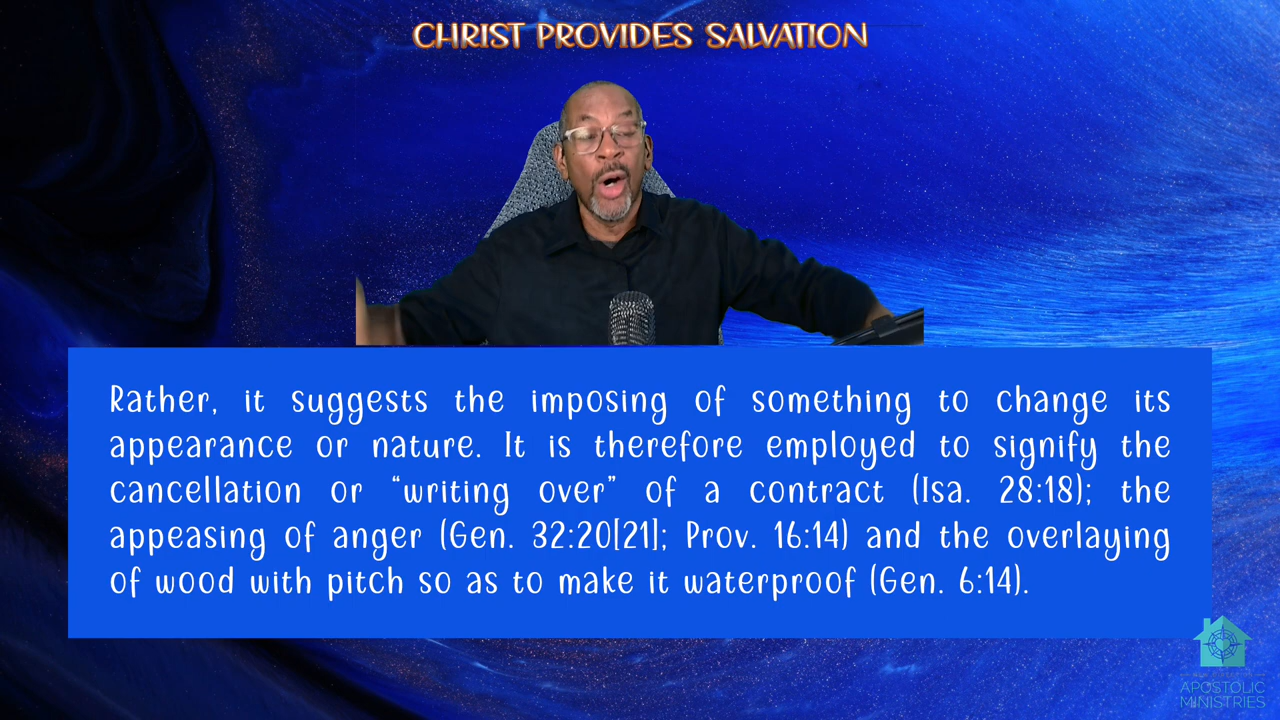 CHRIST PROVIDES SALVATION
Rather, it suggests the imposing of something to change its
appearance or nature. It is therefore employed to signify the
cancellation or “writing over” of a contract (Isa. 28:18); the
appeasing of anger (Gen. 32:20[21]; Prov. 16:14) and the overlaying
of wood with pitch so as to make it waterproof (Gen. 6:14).
APOSTOLIC
MINISTRIES